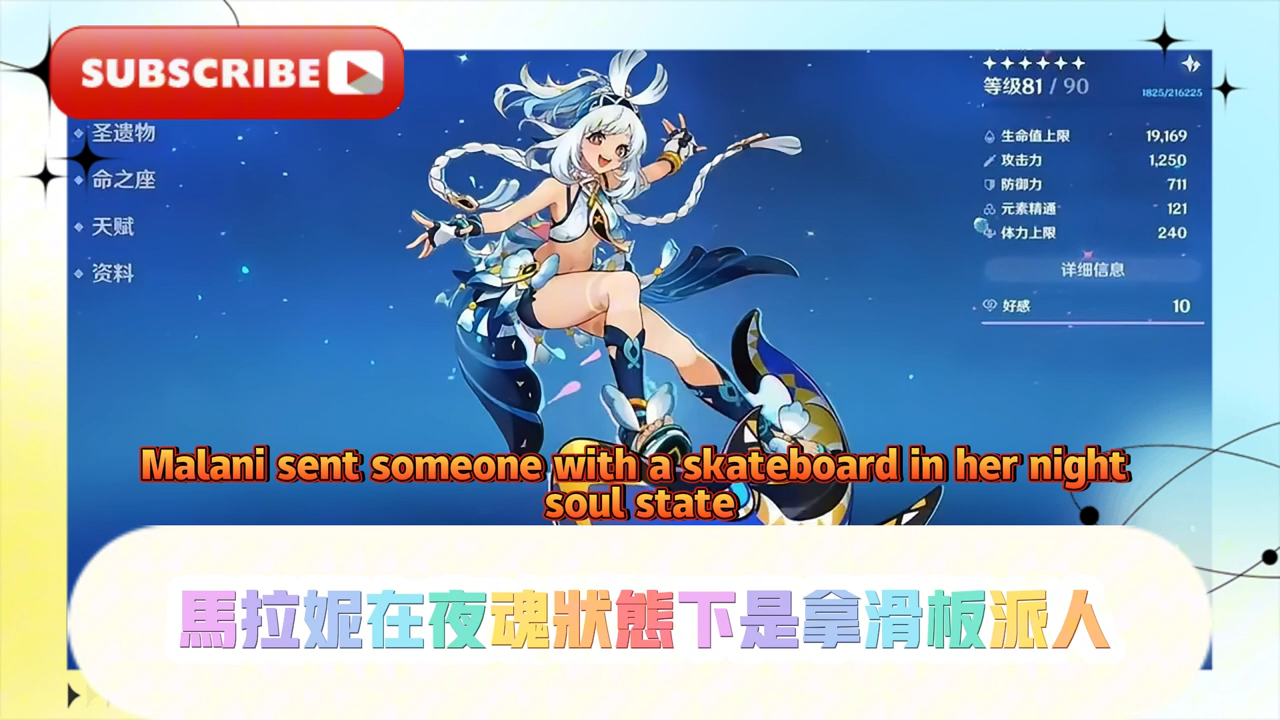 SUBSCRIBE
圣遗物
命之座
天赋
资料
等级81 / 90
1825/216225
生命值上限 19,169
攻击力 1,250
防御力 711
元素精通 121
体力上限 240
详细信息
好感 10
Malani sent someone with a skateboard in her night
soul state
馬拉妮在夜魂狀態下是拿滑板派人